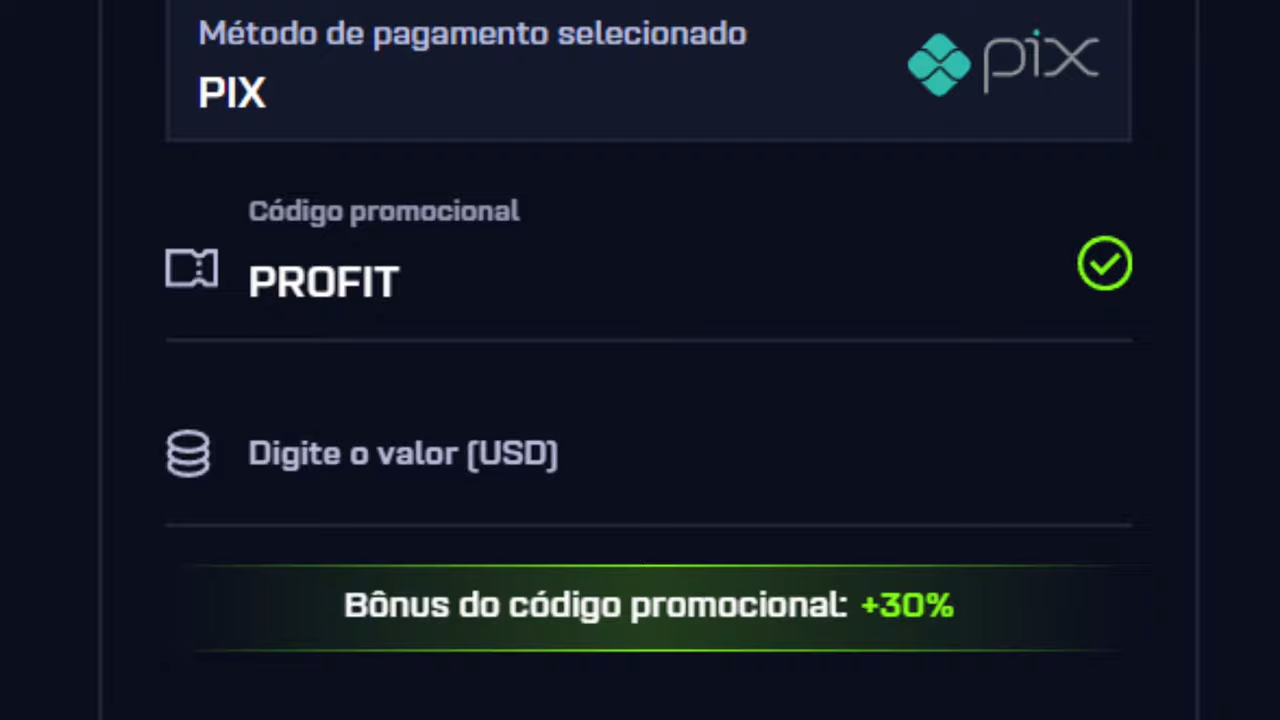 Método de pagamento selecionado
PIX
pix
Código promocional
PROFIT
Digite o valor (USD)
Bônus do código promocional: +30%